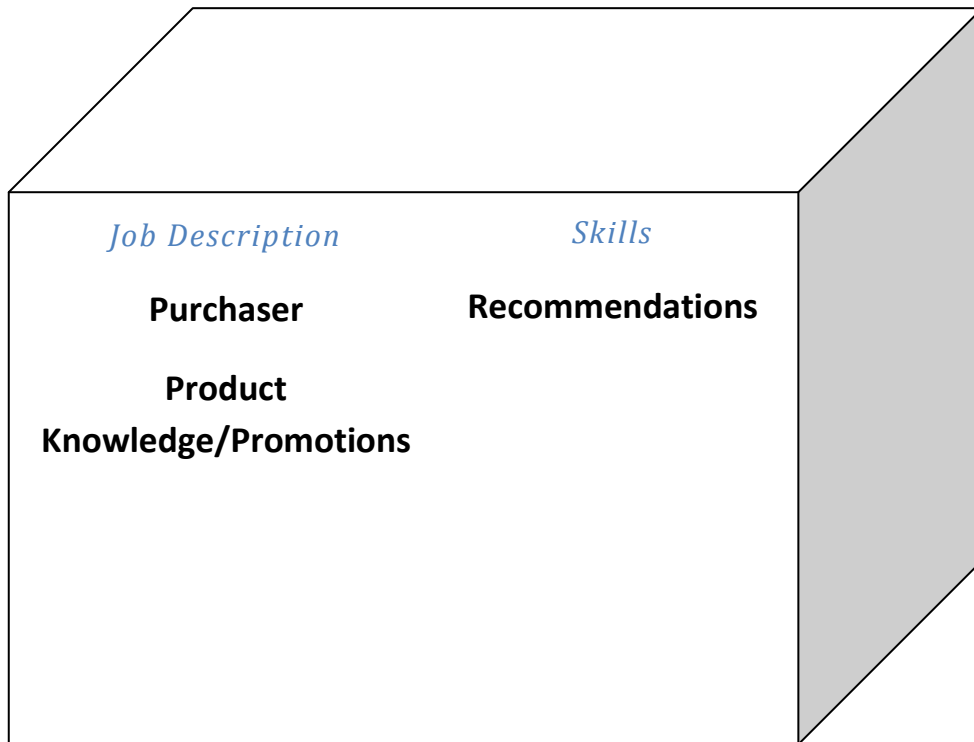 Job Description
Skills
Purchaser
Recommendations
Product
Knowledge/Promotions